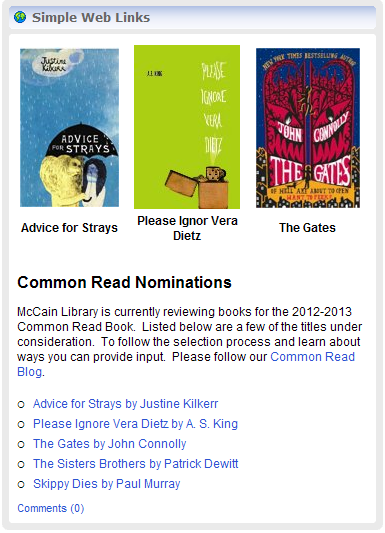 Simple Web Links
Justine
Kilkerr
ADVICE
FOR STRAYS
A.S. KING
PLEASE
IGNORE
VERA
DIETZ
NEW YORK TIMES BESTSELLING AUTHOR
JOHN CONNOLLY
THE GATES
OF HELL ARE ABOUT TO OPEN
WANT TO PEEK?
Advice for Strays
Please Ignor Vera
Dietz
The Gates
Common Read Nominations
McCain Library is currently reviewing books for the 2012-2013
Common Read Book. Listed below are a few of the titles under
consideration. To follow the selection process and learn about
ways you can provide input. Please follow our Common Read
Blog.
Advice for Strays by Justine Kilkerr
Please Ignore Vera Dietz by A. S. King
The Gates by John Connolly
The Sisters Brothers by Patrick Dewitt
Skippy Dies by Paul Murray
Comments (0)